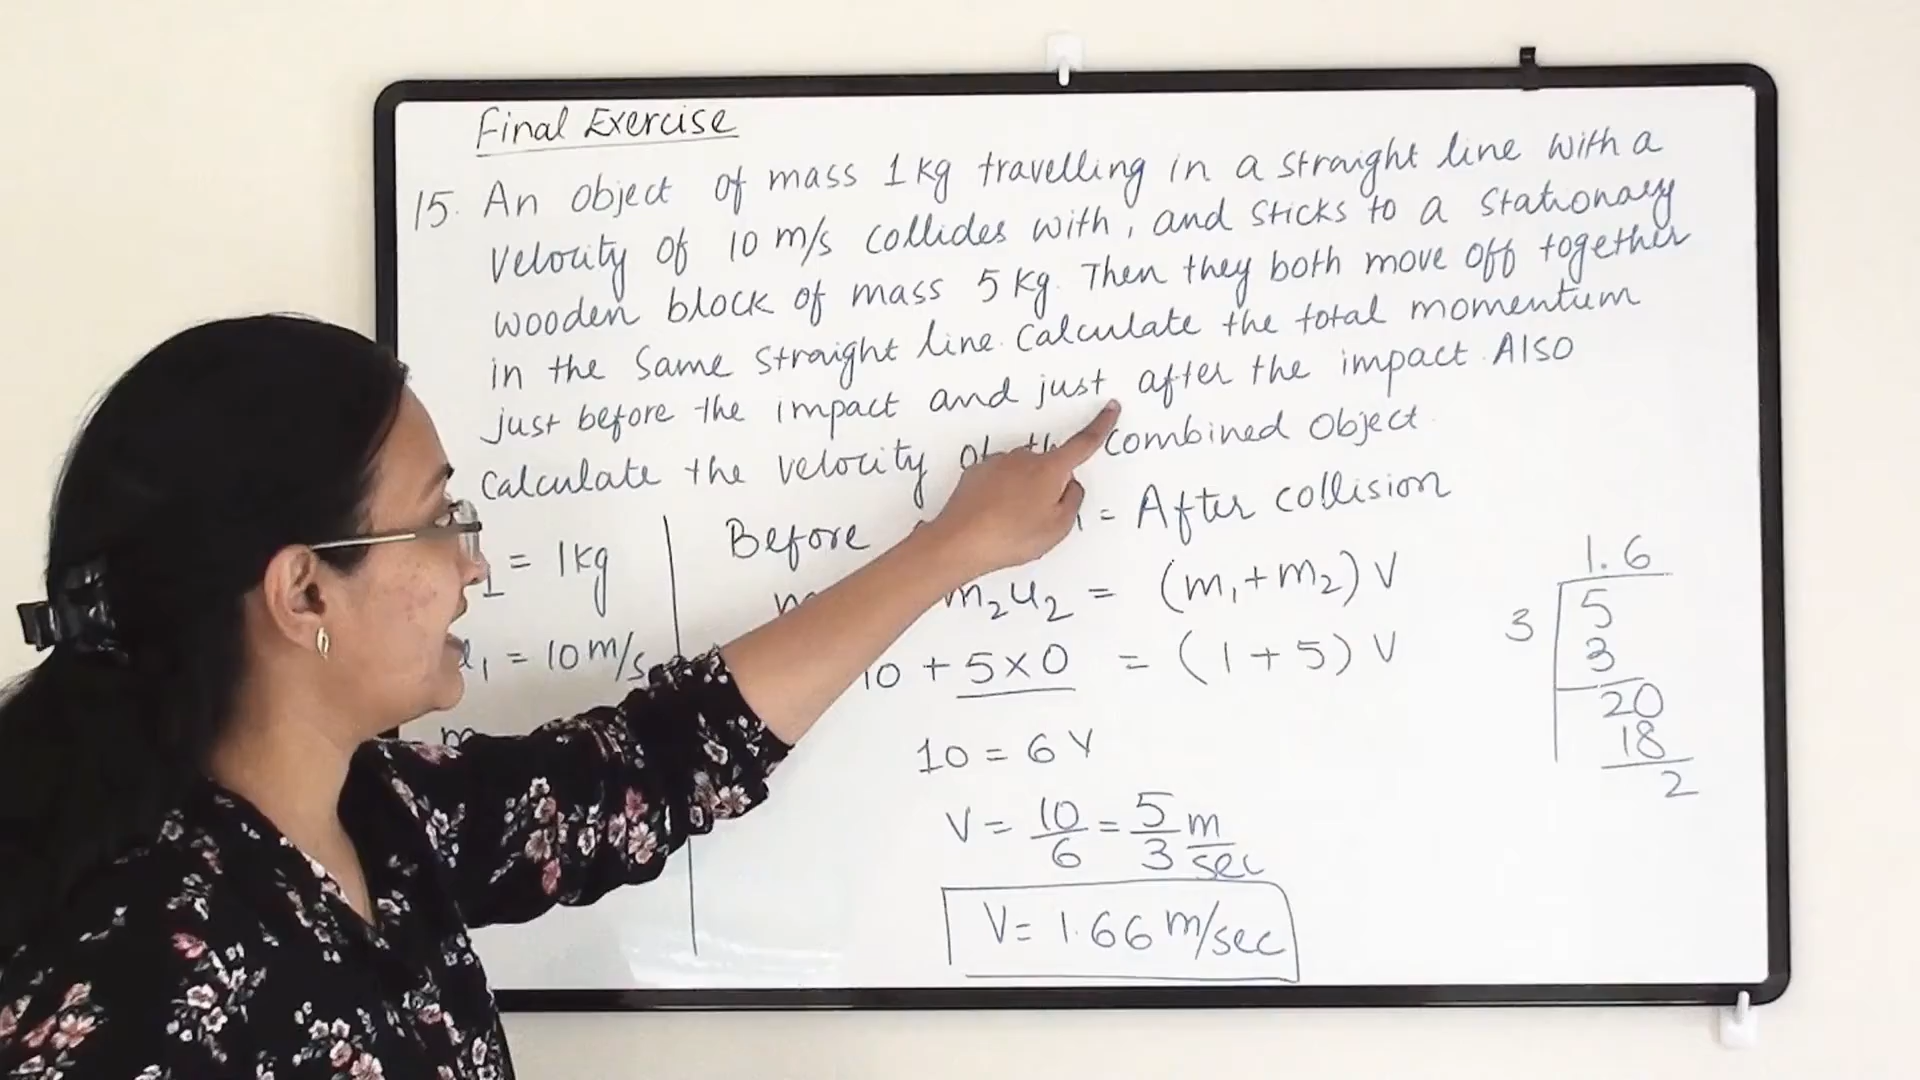 Final Exercise
15. An object of mass 1kg travelling in a straight line with a
velocity of 10 m/s collides with, and sticks to a stationary
wooden block of mass 5 kg. Then they both move off together
in the same straight line. Calculate the total momentum
just before the impact and just after the impact. Also
calculate the velocity of combined object.
= 1kg
= 10 m/s
Before = After collision
m₂u₂ = (m₁+m₂) V
10 + 5×0 = (1+5) V
10 = 6 V
V = 10/6 = 5/3 m/sec
V = 1.66 m/sec
1.6
3 5
3
20
18
2